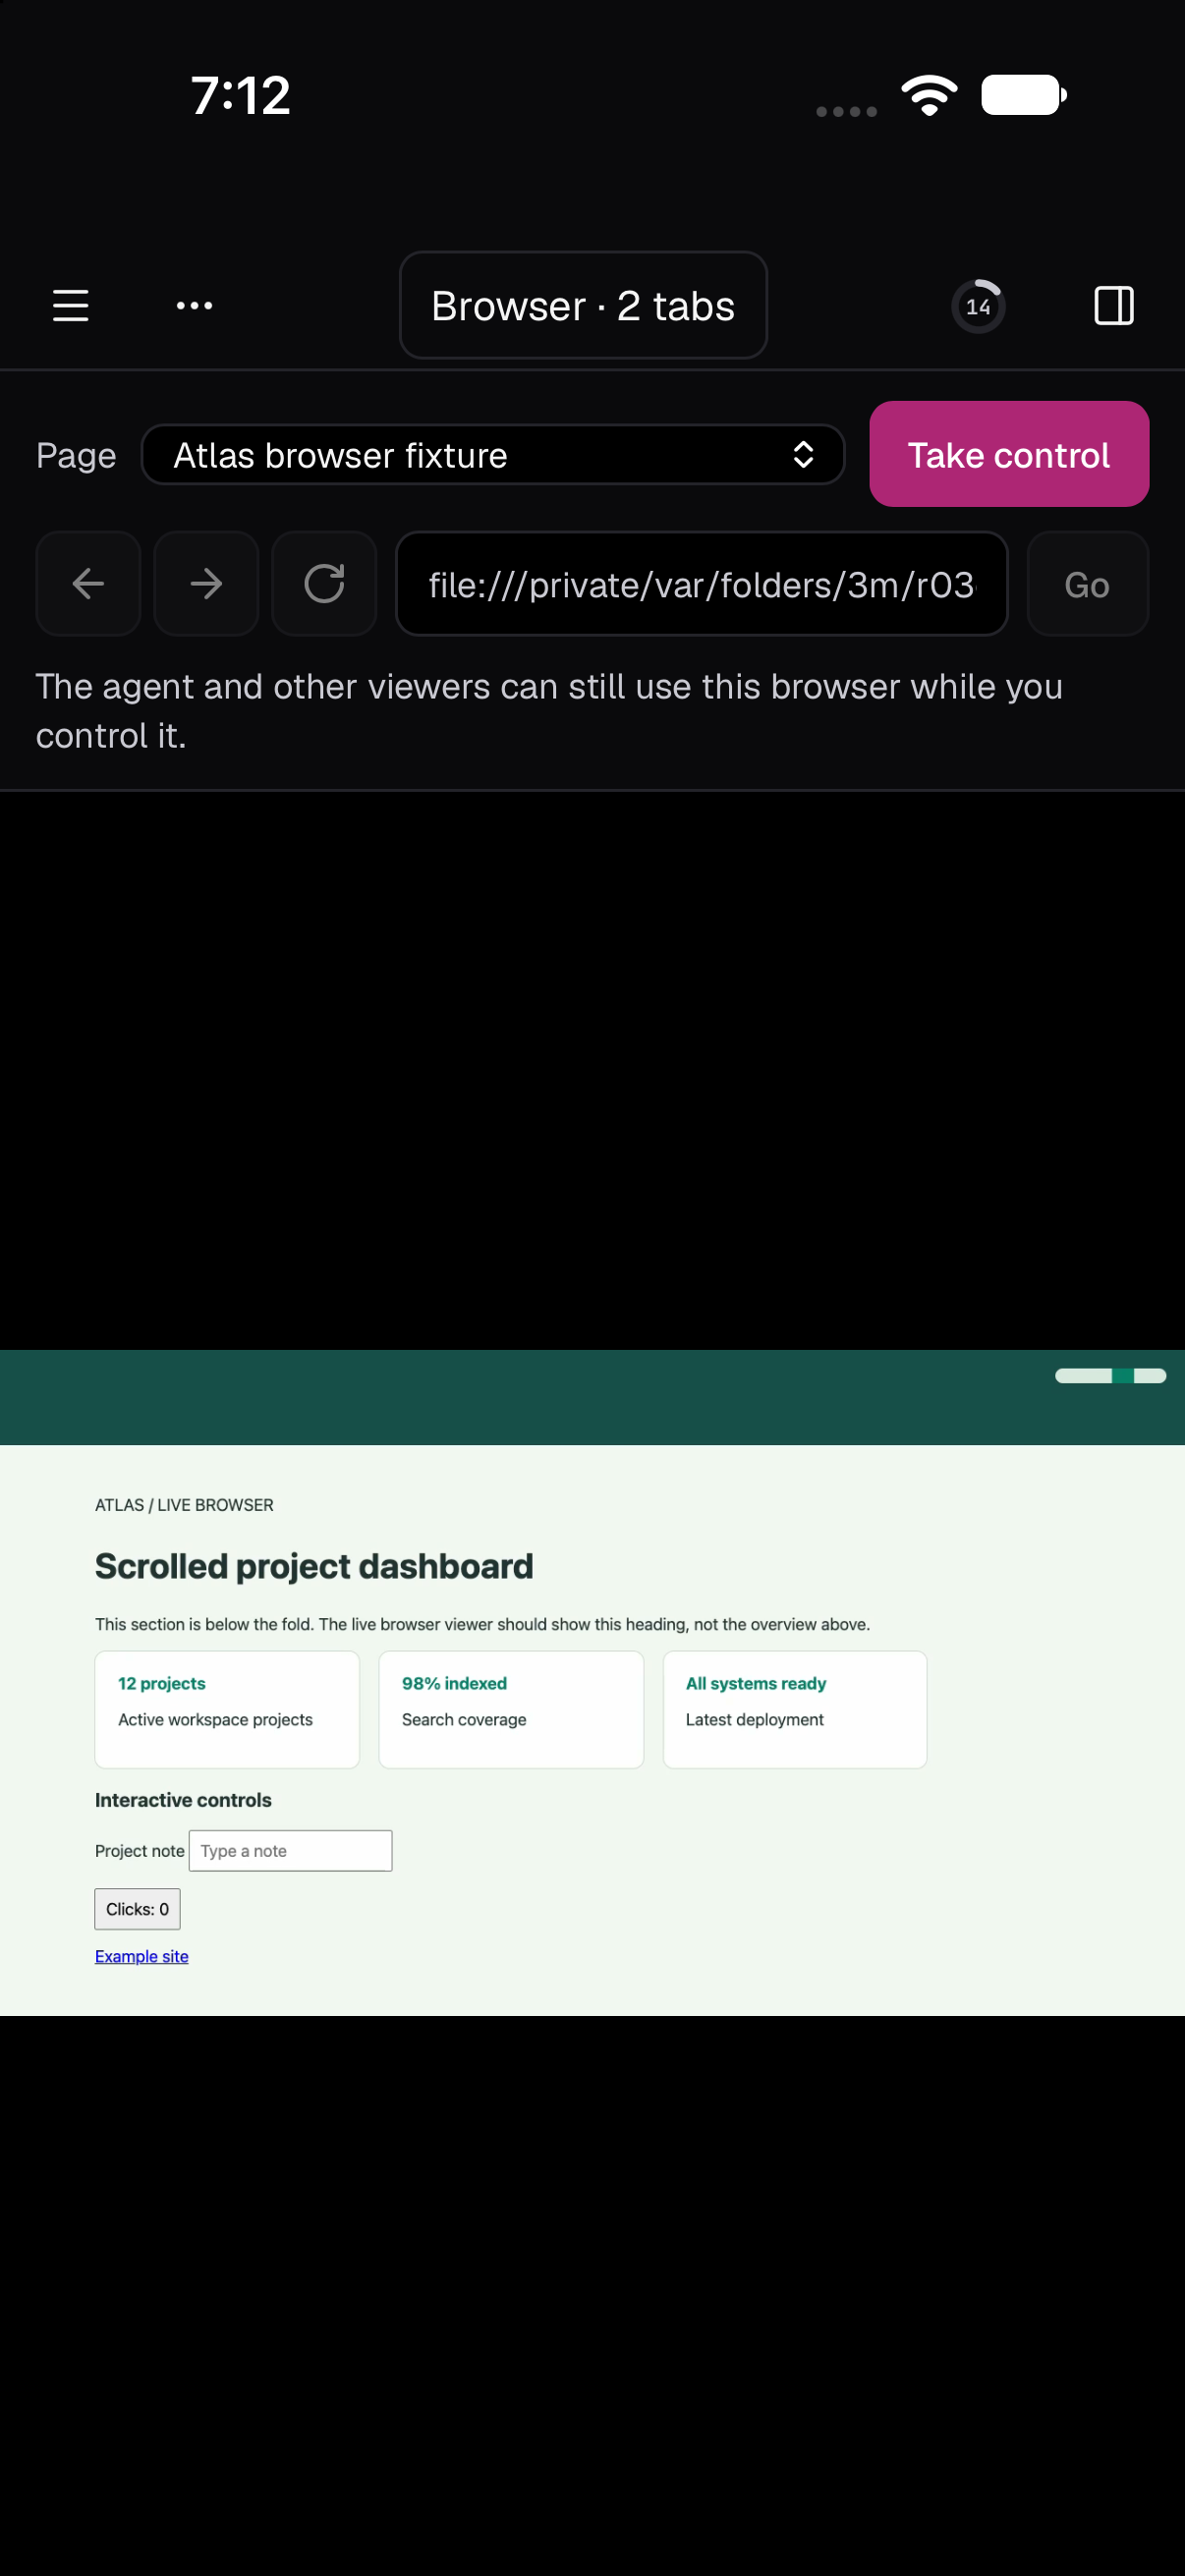 7:12
Browser · 2 tabs
14
Page
Atlas browser fixture
Take control
file:///private/var/folders/3m/r03
Go
The agent and other viewers can still use this browser while you
control it.
ATLAS / LIVE BROWSER
Scrolled project dashboard
This section is below the fold. The live browser viewer should show this heading, not the overview above.
12 projects
Active workspace projects
98% indexed
Search coverage
All systems ready
Latest deployment
Interactive controls
Project note
Type a note
Clicks: 0
Example site